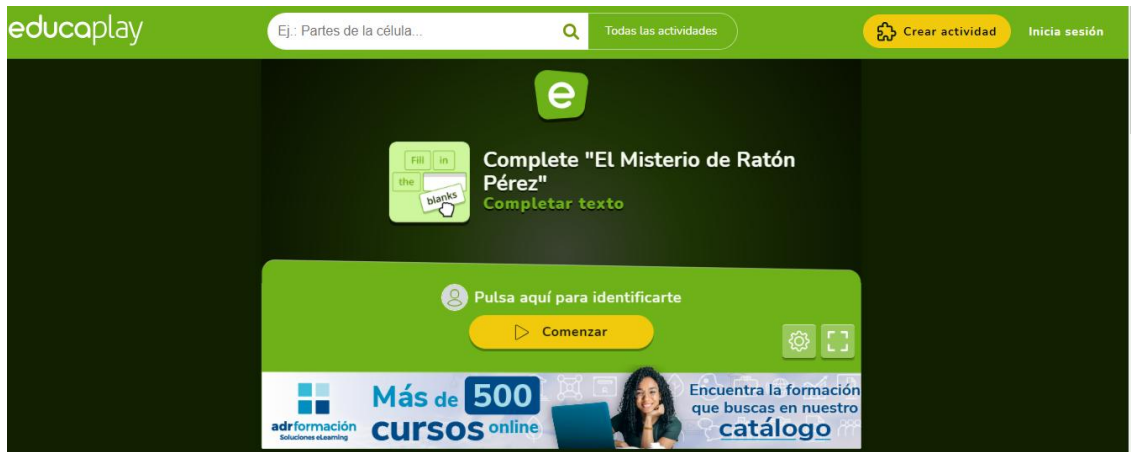 educaplay
Ej.: Partes de la célula...
Todas las actividades
Crear actividad
Inicia sesión
e
Fill in
the
blanks
Complete "El Misterio de Ratón
Pérez"
Completar texto
Pulsa aquí para identificarte
Comenzar
adrformación
Soluciones eLearning
Más de 500
cursos online
Encuentra la formación
que buscas en nuestro
catálogo